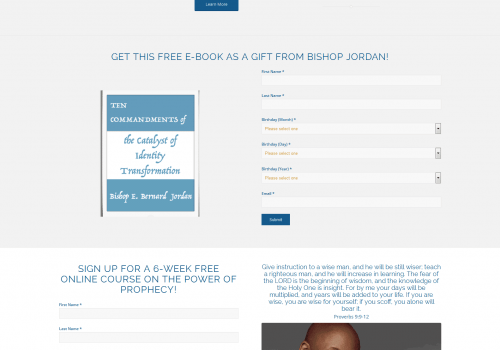 Learn More
GET THIS FREE E-BOOK AS A GIFT FROM BISHOP JORDAN!
TEN
COMMANDMENTS of
the Catalyst of
Identity
Transformation
Bishop E. Bernard Jordan
First Name *
Last Name *
Birthday (Month) *
Please select one
Birthday (Day) *
Please select one
Birthday (Year) *
Please select one
Email *
Submit
SIGN UP FOR A 6-WEEK FREE
ONLINE COURSE ON THE POWER OF
PROPHECY!
First Name *
Last Name *
Give instruction to a wise man, and he will be still wiser; teach
a righteous man, and he will increase in learning. The fear of
the LORD is the beginning of wisdom, and the knowledge of
the Holy One is insight. For by me your days will be
multiplied, and years will be added to your life. If you are
wise, you are wise for yourself; if you scoff, you alone will
bear it.
Proverbs 9:9-12